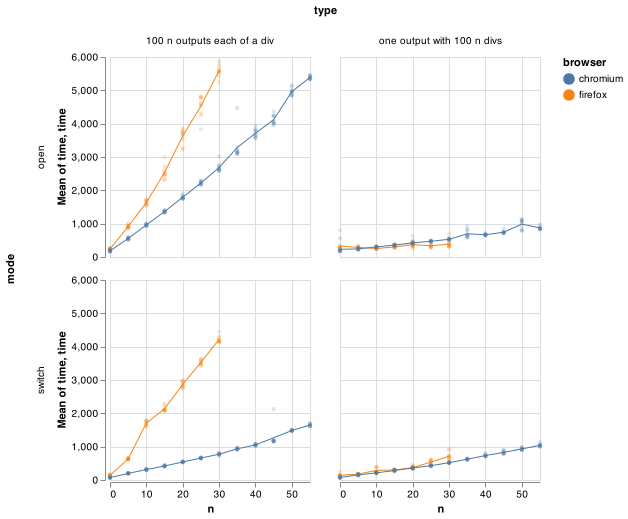 type
100 n outputs each of a div
one output with 100 n divs
browser
chromium
firefox
mode
open
Mean of time, time
6,000
5,000
4,000
3,000
2,000
1,000
0
switch
Mean of time, time
6,000
5,000
4,000
3,000
2,000
1,000
0
0 10 20 30 40 50
n
0 10 20 30 40 50
n